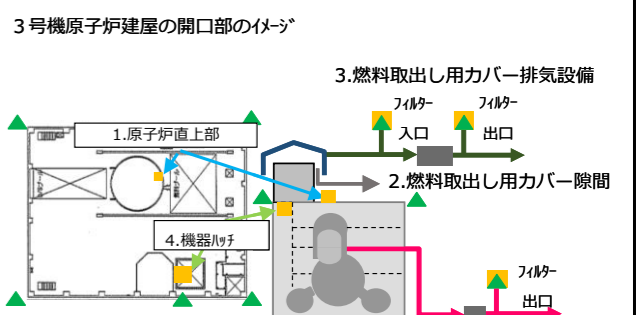 3号機原子炉建屋の開口部のｲﾒｰｼﾞ
3.燃料取出し用カバー排気設備
ﾌｨﾙﾀｰ
ﾌｨﾙﾀｰ
1.原子炉直上部
入口
出口
2.燃料取出し用カバー隙間
4.機器ﾊｯﾁ
ﾌｨﾙﾀｰ
出口